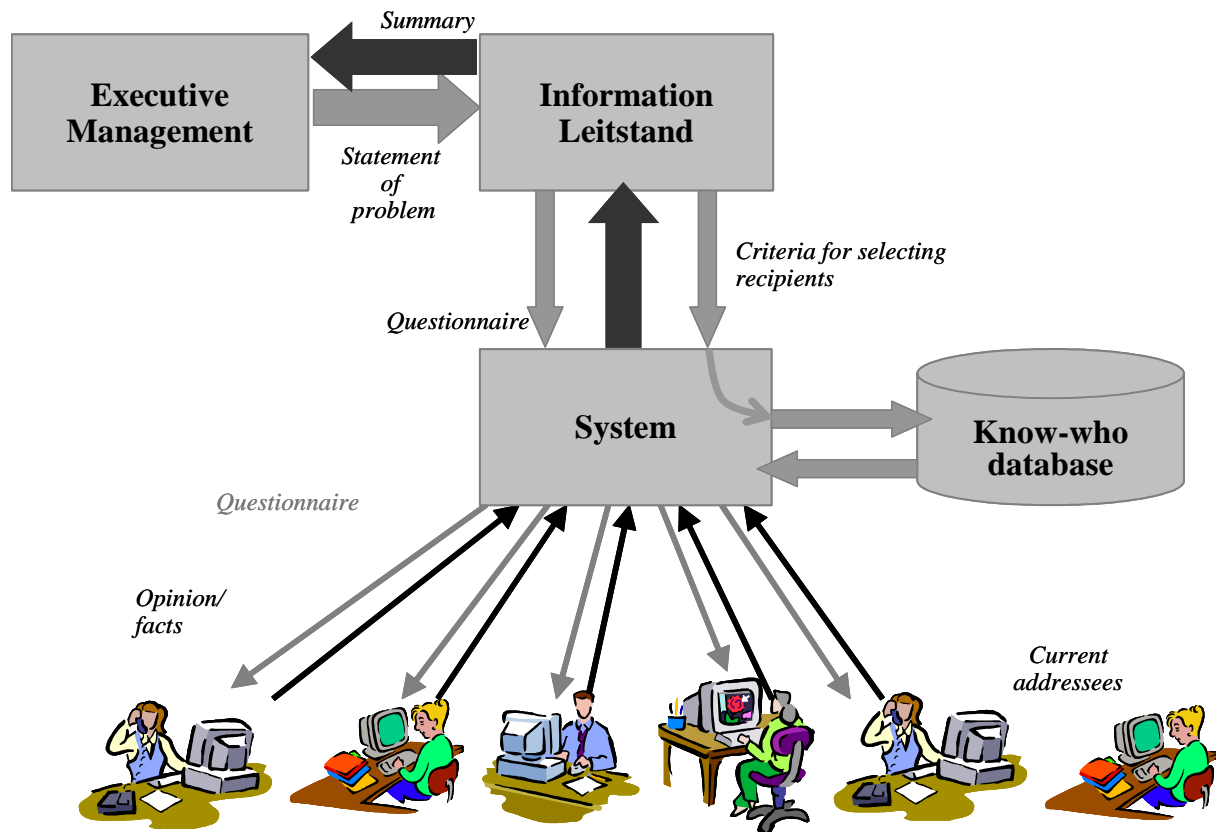 Summary
Executive
Management
Information
Leitstand
Statement
of
problem
Criteria for selecting
recipients
Questionnaire
System
Know-who
database
Questionnaire
Opinion/
facts
Current
addressees